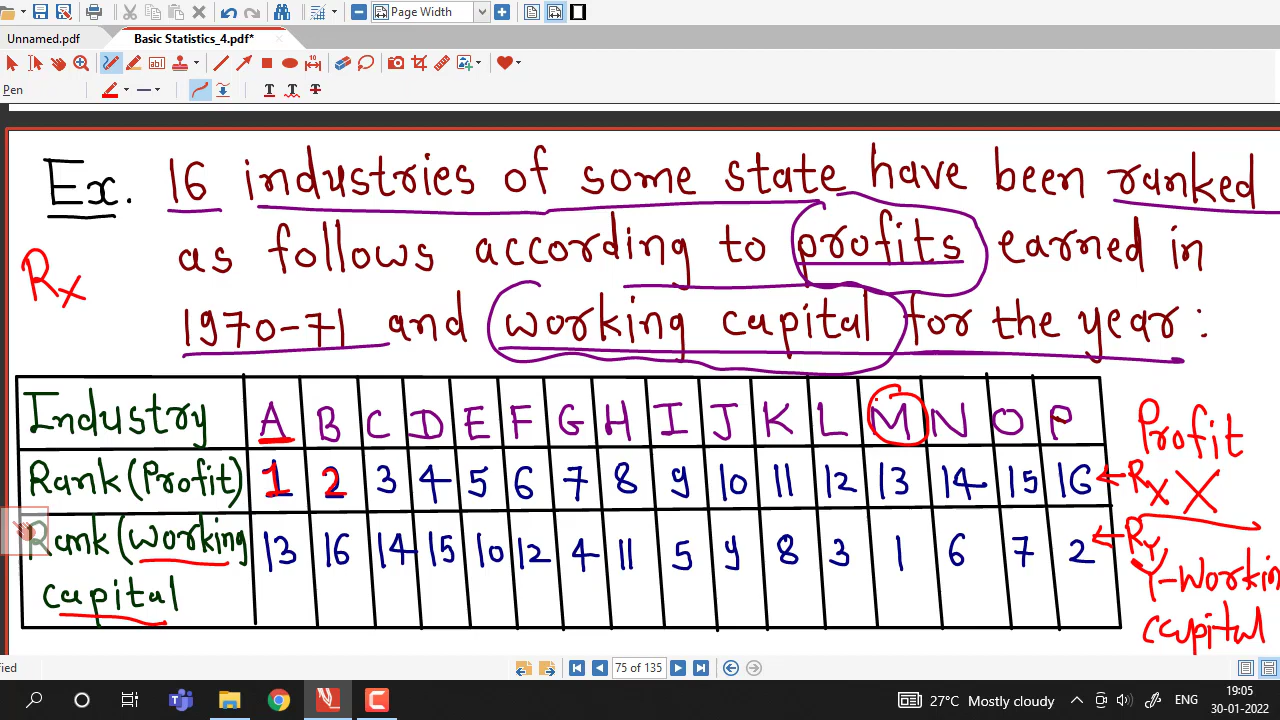 Page Width
Unnamed.pdf
Basic Statistics_4.pdf*
Pen
Ex. 16 industries of some state have been ranked
as follows according to profits earned in
1970-71 and working capital for the year :
Rx
Industry A B C D E F G H I J K L M N O P
Rank (Profit) 1 2 3 4 5 6 7 8 9 10 11 12 13 14 15 16
Rank (Working capital 13 16 14 15 10 12 4 11 5 9 8 3 1 6 7 2
Profit
Rx X
Ry
Y-Workin
capital
75 of 135
27°C Mostly cloudy
ENG
19:05
30-01-2022